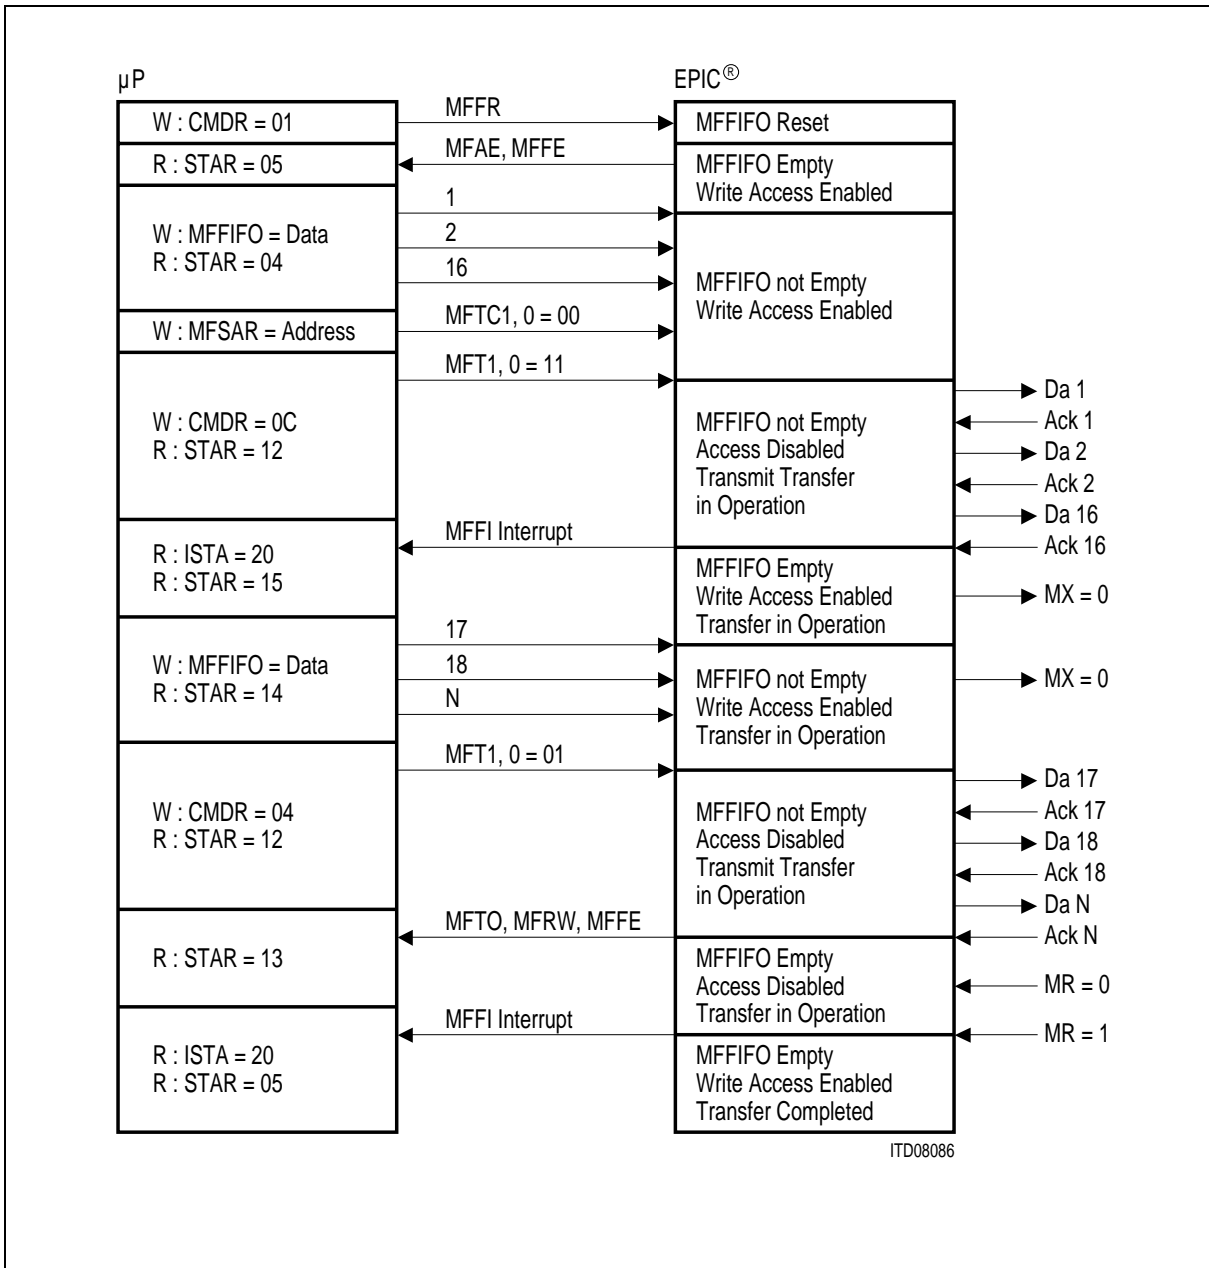 µP
EPIC®
W : CMDR = 01
MFFR
MFFIFO Reset
R : STAR = 05
MFAE, MFFE
MFFIFO Empty
Write Access Enabled
W : MFFIFO = Data
R : STAR = 04
1
2
16
MFFIFO not Empty
Write Access Enabled
W : MFSAR = Address
MFTC1, 0 = 00
W : CMDR = 0C
R : STAR = 12
MFT1, 0 = 11
MFFIFO not Empty
Access Disabled
Transmit Transfer
in Operation
Da 1
Ack 1
Da 2
Ack 2
Da 16
Ack 16
R : ISTA = 20
R : STAR = 15
MFFI Interrupt
MFFIFO Empty
Write Access Enabled
Transfer in Operation
MX = 0
W : MFFIFO = Data
R : STAR = 14
17
18
N
MFFIFO not Empty
Write Access Enabled
Transfer in Operation
MX = 0
W : CMDR = 04
R : STAR = 12
MFT1, 0 = 01
MFFIFO not Empty
Access Disabled
Transmit Transfer
in Operation
Da 17
Ack 17
Da 18
Ack 18
Da N
Ack N
R : STAR = 13
MFTO, MFRW, MFFE
MFFIFO Empty
Access Disabled
Transfer in Operation
MR = 0
MR = 1
R : ISTA = 20
R : STAR = 05
MFFI Interrupt
MFFIFO Empty
Write Access Enabled
Transfer Completed
ITD08086